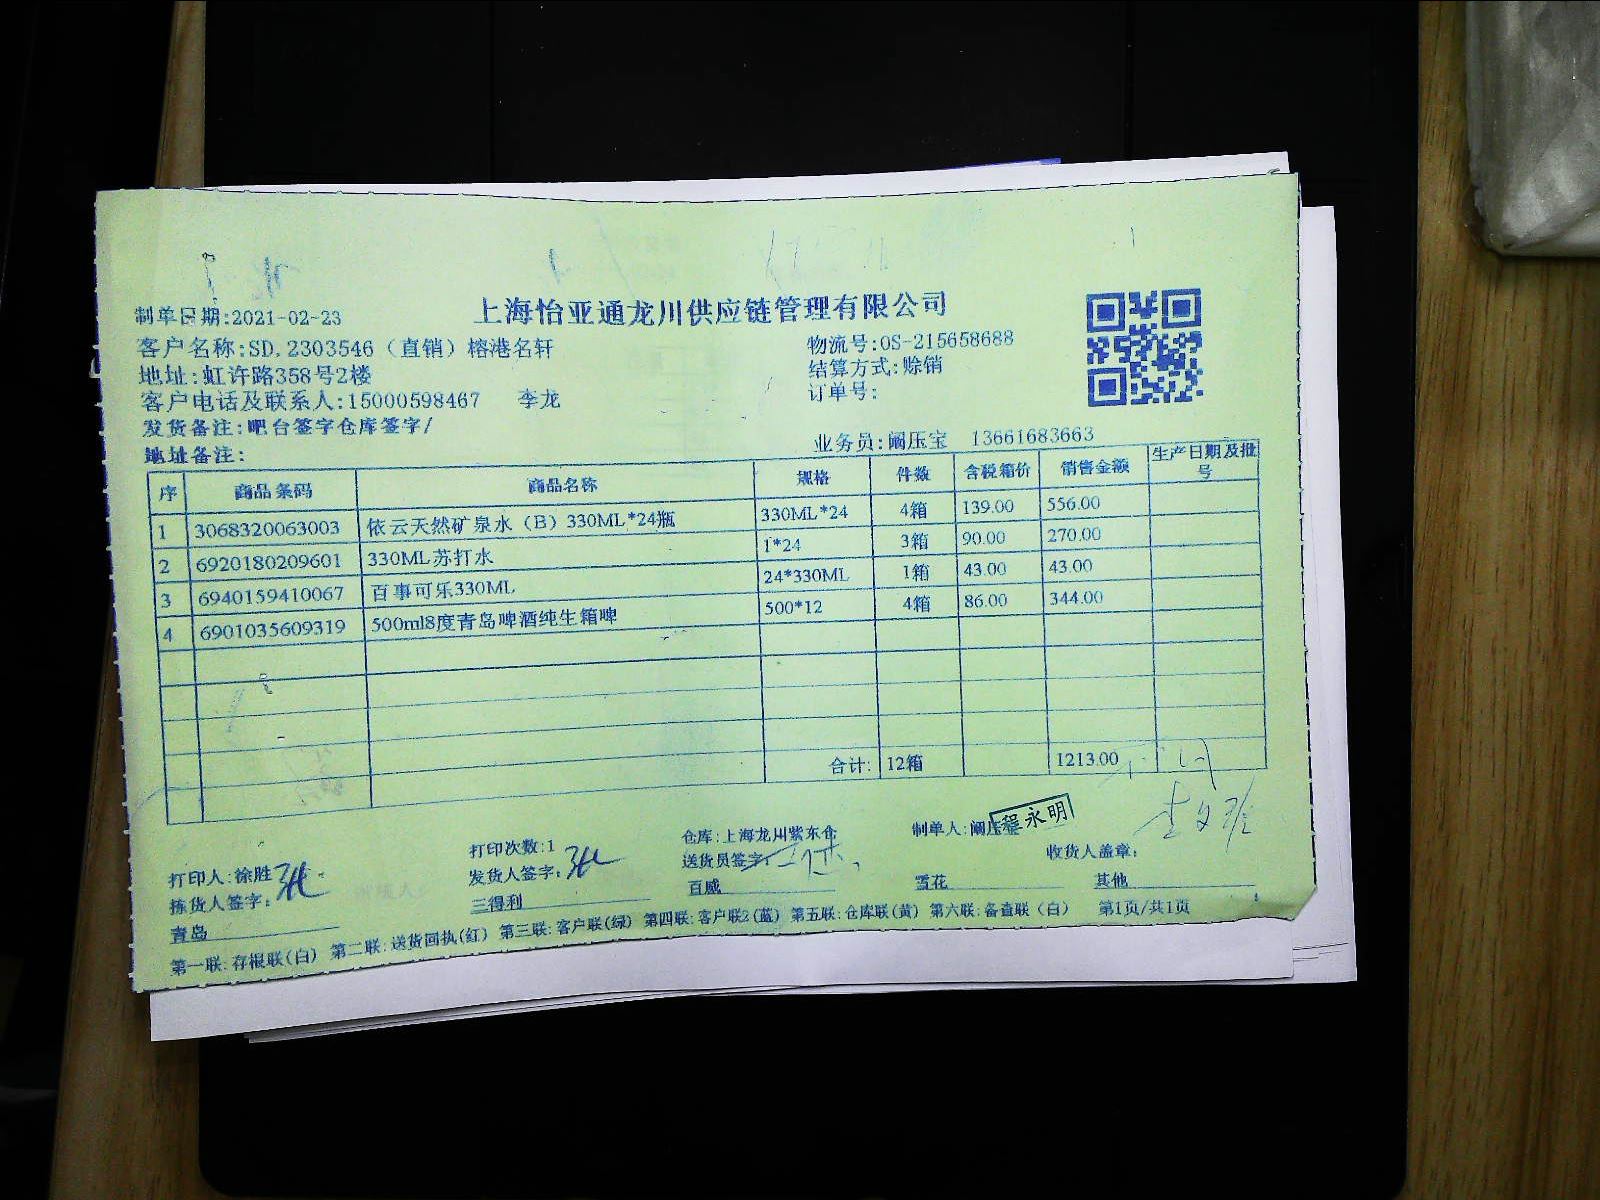 上海怡亚通龙川供应链管理有限公司
制单日期:2021-02-23
客户名称:SD.2303546（直销）榕港名轩
物流号:OS-215658688
地址:虹许路358号2楼
结算方式:赊销
客户电话及联系人:15000598467 李龙
订单号:
发货备注:吧台签字仓库签字/
地址备注:
业务员:阚压宝 13661683663
序 商品条码 商品名称 规格 件数 含税箱价 销售金额 生产日期及批号
1 3068320063003 依云天然矿泉水（B）330ML*24瓶 330ML*24 4箱 139.00 556.00
2 6920180209601 330ML苏打水 1*24 3箱 90.00 270.00
3 6940159410067 百事可乐330ML 24*330ML 1箱 43.00 43.00
4 6901035609319 500ml8度青岛啤酒纯生箱啤 500*12 4箱 86.00 344.00
合计: 12箱 1213.00
打印人:徐胜 打印次数:1 仓库:上海龙川紫东仓 制单人:阚压宝
程永明
拣货人签字: 发货人签字: 送货员签字: 收货人盖章:
青岛 三得利 百威 雪花 其他
第一联:存根联(白) 第二联:送货回执(红) 第三联:客户联(绿) 第四联:客户联2(蓝) 第五联:仓库联(黄) 第六联:备查联(白) 第1页/共1页